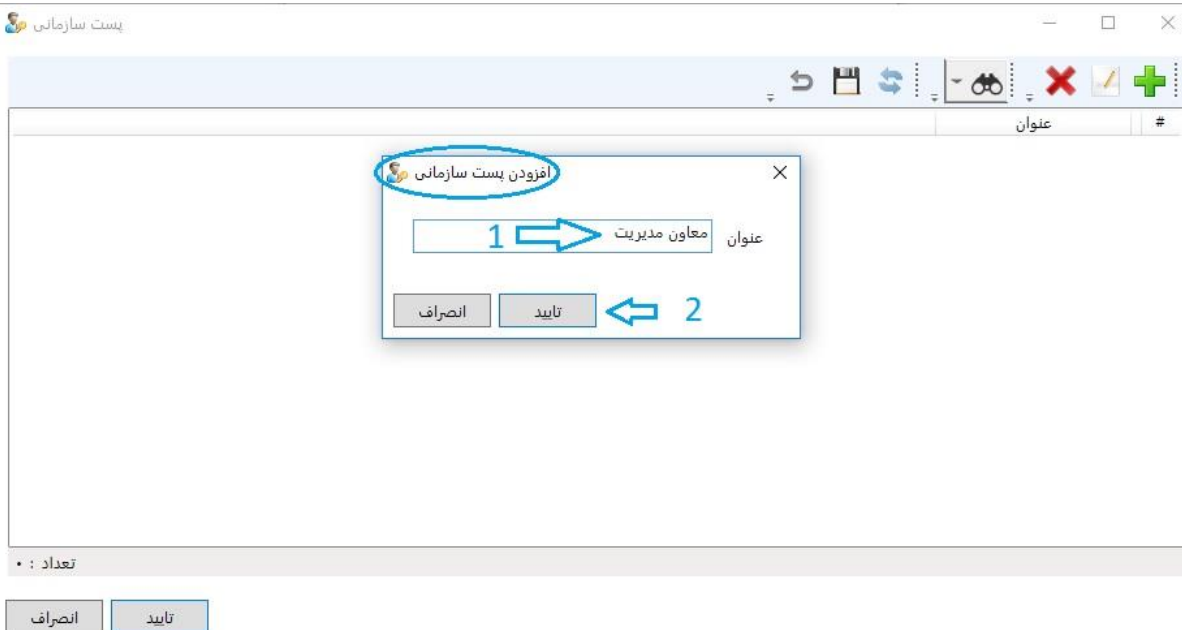 پست سازمانی
# عنوان
افزودن پست سازمانی
عنوان معاون مدیریت 1
تایید انصراف 2
تعداد : ۰
تایید انصراف